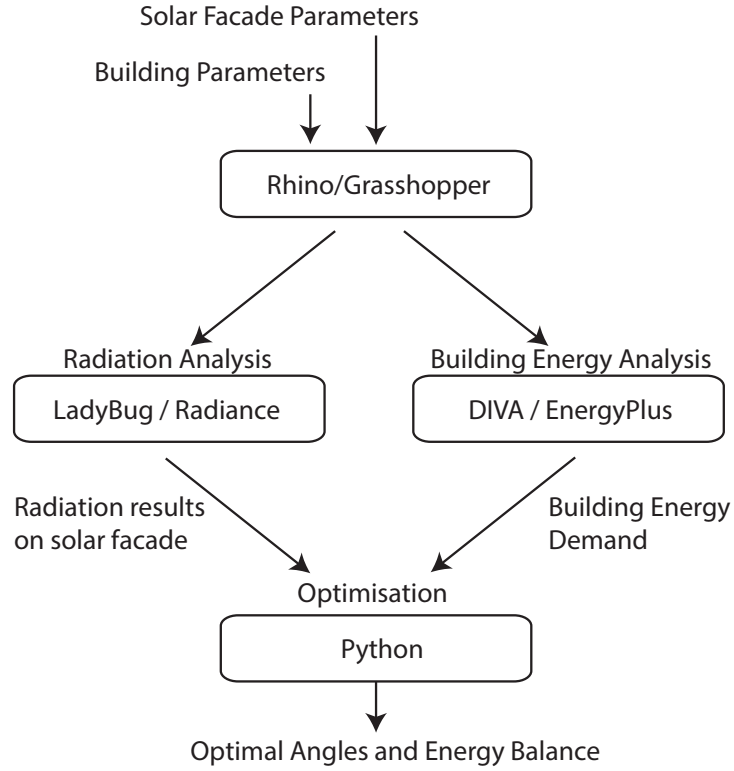 Solar Facade Parameters
Building Parameters
Rhino/Grasshopper
Radiation Analysis
LadyBug / Radiance
Building Energy Analysis
DIVA / EnergyPlus
Radiation results
on solar facade
Building Energy
Demand
Optimisation
Python
Optimal Angles and Energy Balance